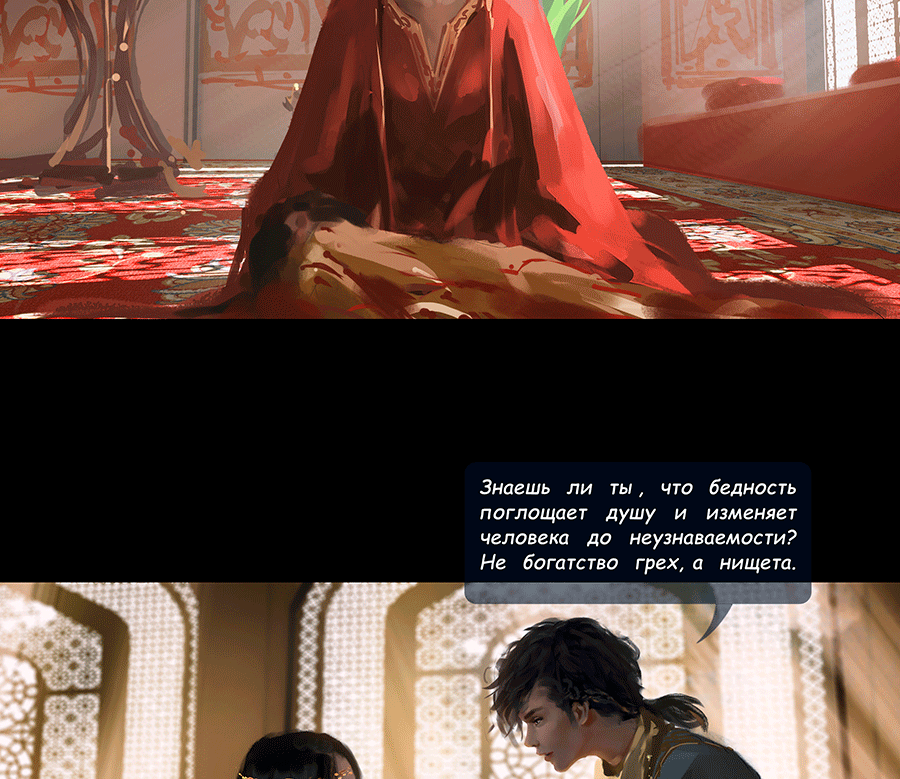 Знаешь ли ты , что бедность
поглощает душу и изменяет
человека до неузнаваемости?
Не богатство грех, а нищета.